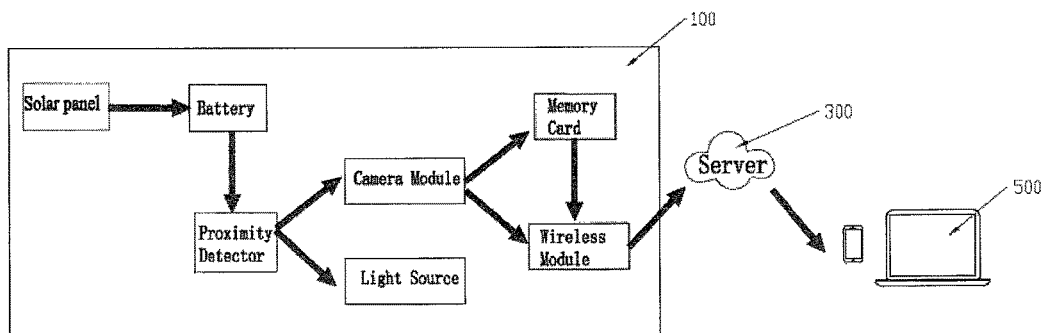 100
Solar panel
Battery
Memory
Card
300
Server
Camera Module
500
Proximity
Detector
Wireless
Module
Light Source